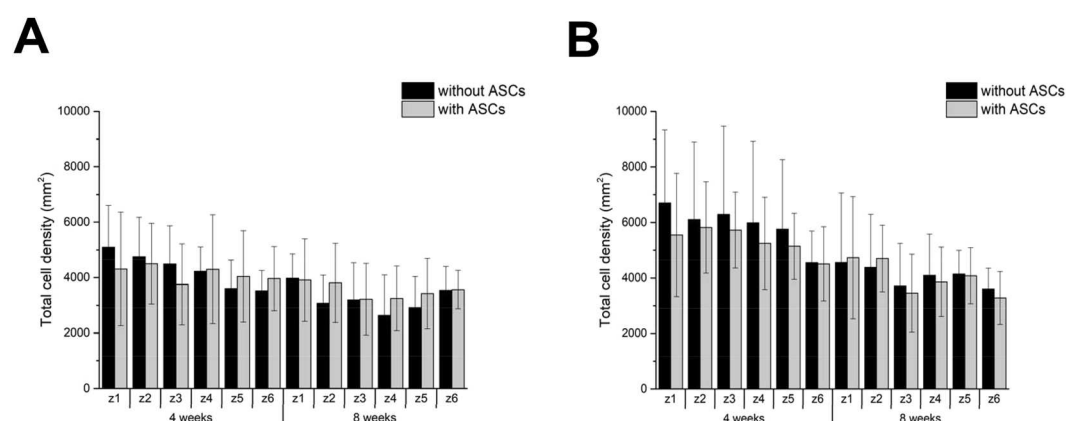 A
without ASCs
with ASCs
Total cell density (mm²)
10000
8000
6000
4000
2000
0
z1 z2 z3 z4 z5 z6 z1 z2 z3 z4 z5 z6
4 weeks 8 weeks
B
without ASCs
with ASCs
Total cell density (mm²)
10000
8000
6000
4000
2000
0
z1 z2 z3 z4 z5 z6 z1 z2 z3 z4 z5 z6
4 weeks 8 weeks